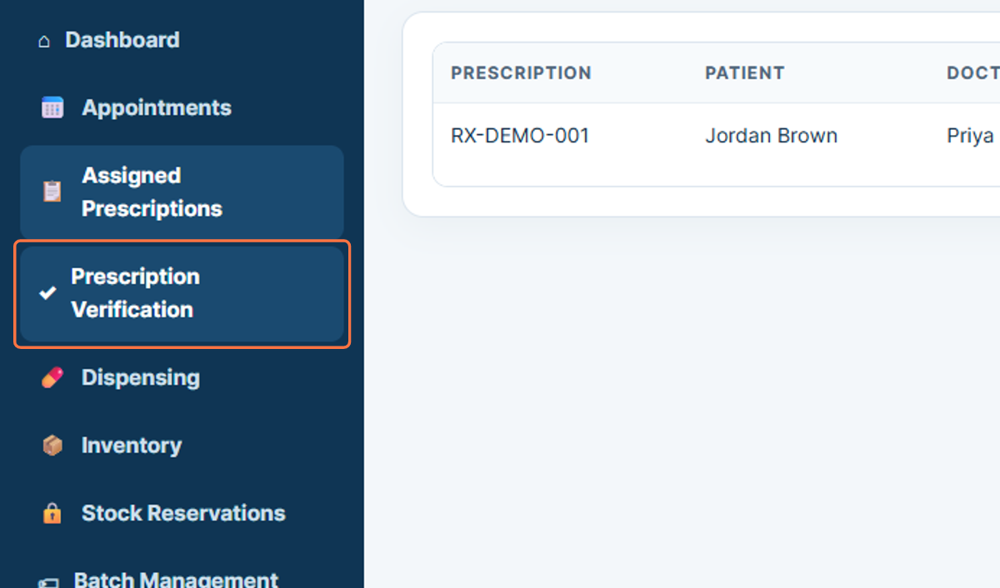 Dashboard
Appointments
Assigned
Prescriptions
Prescription
Verification
Dispensing
Inventory
Stock Reservations
Batch Management
PRESCRIPTION PATIENT DOCT
RX-DEMO-001 Jordan Brown Priya